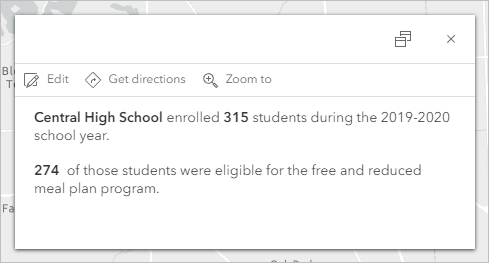 Edit Get directions Zoom to
Central High School enrolled 315 students during the 2019-2020
school year.
274 of those students were eligible for the free and reduced
meal plan program.